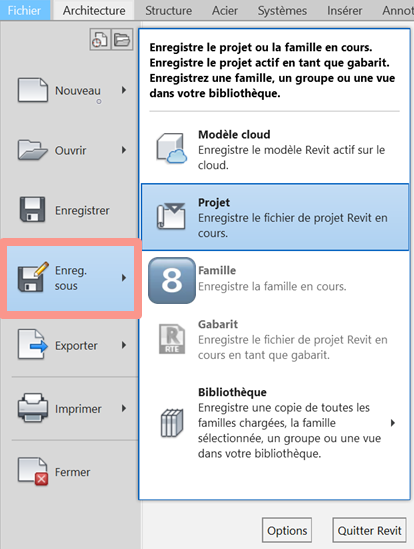 Fichier Architecture Structure Acier Systèmes Insérer Annot
Nouveau
Ouvrir
Enregistrer
Enreg.
sous
Exporter
Imprimer
Fermer
Enregistre le projet ou la famille en cours.
Enregistre le projet actif en tant que gabarit.
Enregistrez une famille, un groupe ou une vue
dans votre bibliothèque.
Modèle cloud
Enregistre le modèle Revit actif sur le
cloud.
Projet
Enregistre le fichier de projet Revit en
cours.
8
Famille
Enregistre la famille en cours.
RTE
Gabarit
Enregistre le fichier de projet Revit en
cours en tant que gabarit.
Bibliothèque
Enregistre une copie de toutes les
familles chargées, la famille
sélectionnée, un groupe ou une vue
dans votre bibliothèque.
Options Quitter Revit